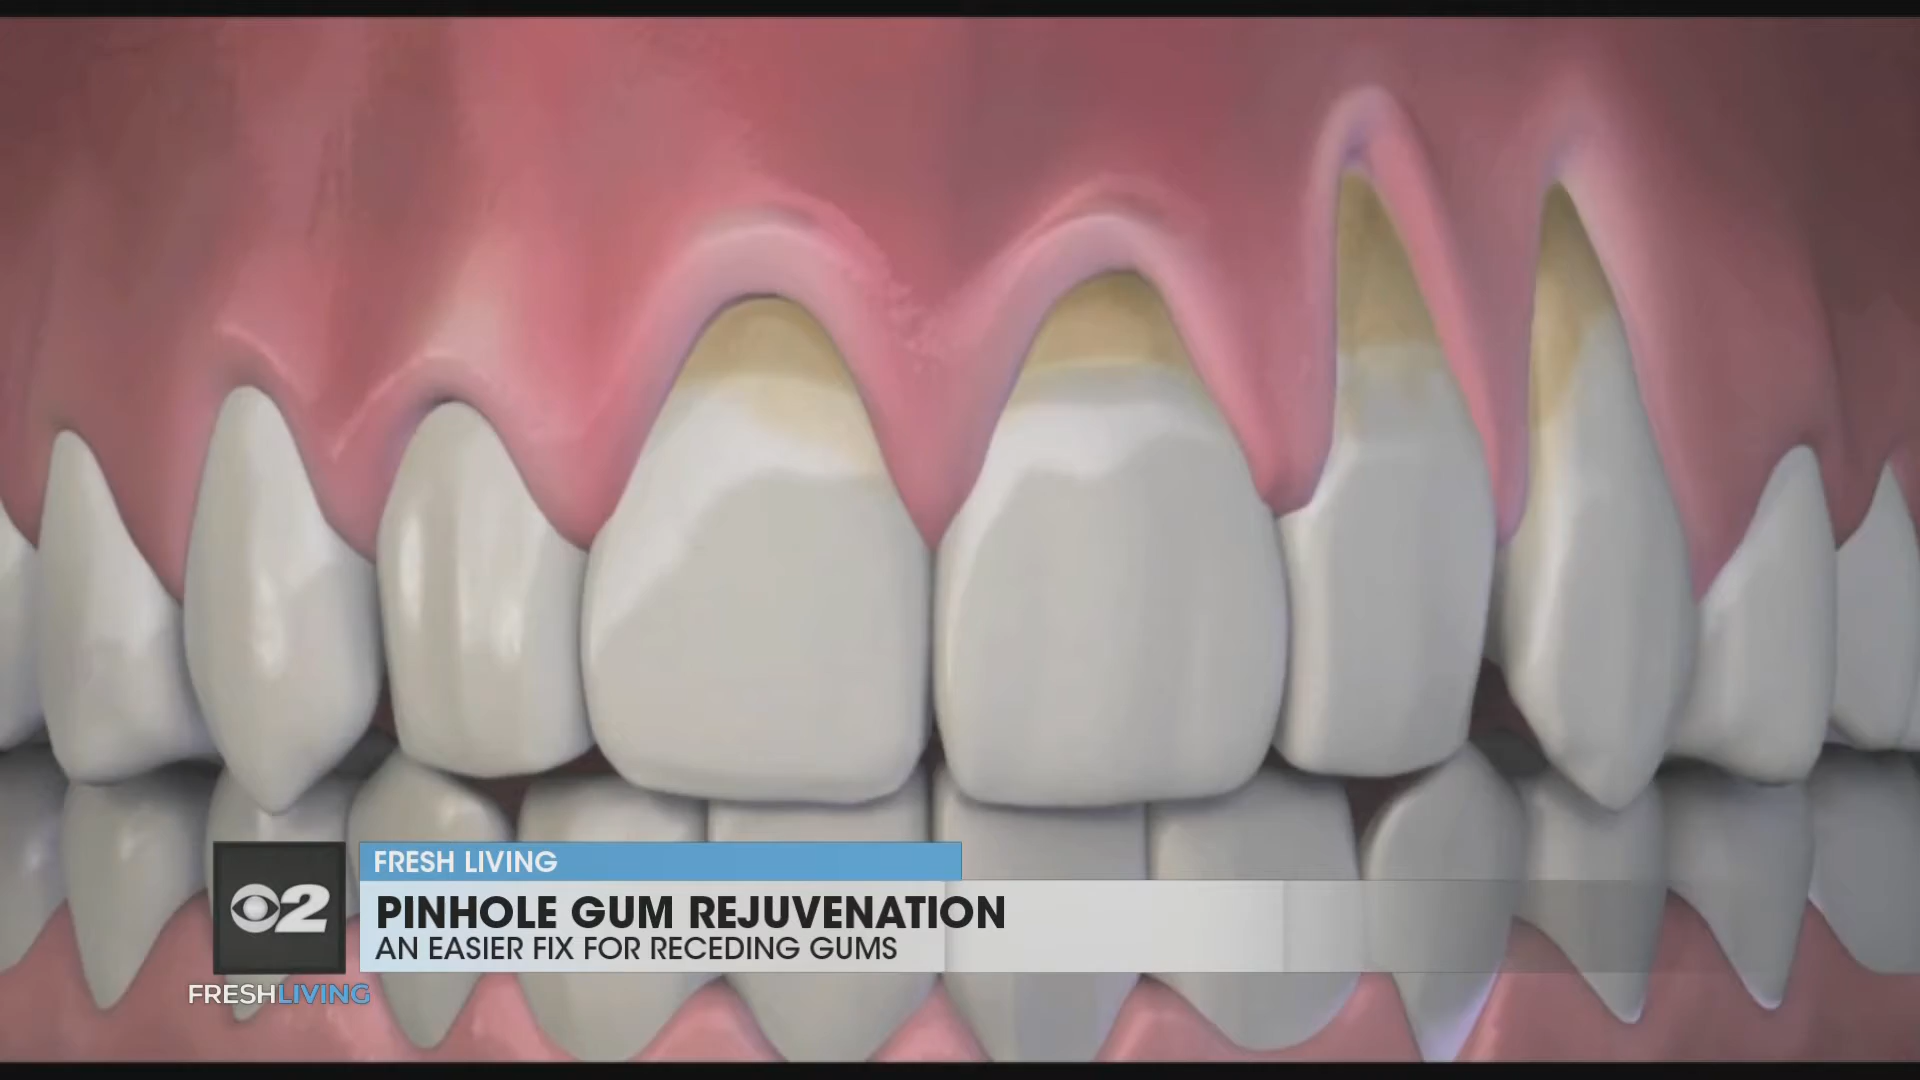 FRESH LIVING
2
PINHOLE GUM REJUVENATION
AN EASIER FIX FOR RECEDING GUMS
FRESHLIVING